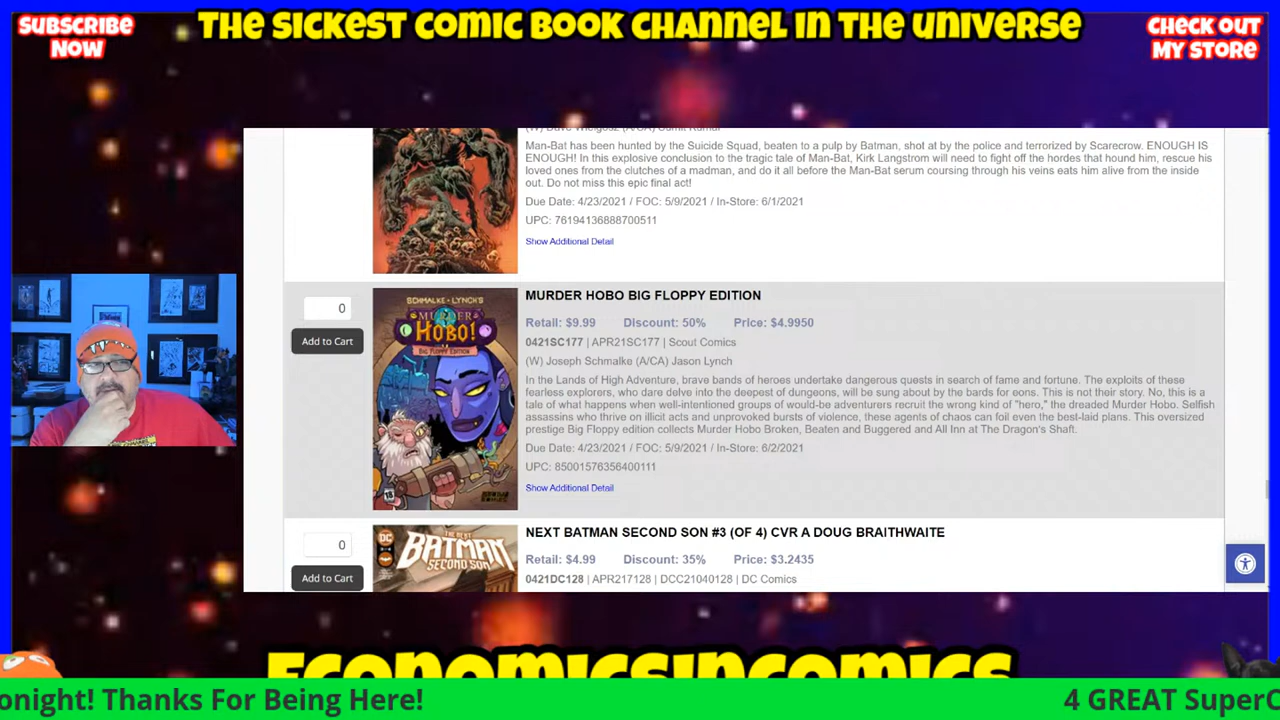 SUBSCRIBE
NOW
THE SICKEST COMIC BOOK CHANNEL IN THE UNIVERSE
CHECK OUT
MY STORE
Man-Bat has been hunted by the Suicide Squad, beaten to a pulp by Batman, shot at by the police and terrorized by Scarecrow. ENOUGH IS
ENOUGH! In this explosive conclusion to the tragic tale of Man-Bat, Kirk Langstrom will need to fight off the hordes that hound him, rescue his
loved ones from the clutches of a madman, and do it all before the Man-Bat serum coursing through his veins eats him alive from the inside
out. Do not miss this epic final act!
Due Date: 4/23/2021 / FOC: 5/9/2021 / In-Store: 6/1/2021
UPC: 76194136888700511
Show Additional Detail
0
Add to Cart
SCHMALKE - LYNCH'S
MURDER
HOBO!
BIG FLOPPY EDITION
MURDER HOBO BIG FLOPPY EDITION
Retail: $9.99 Discount: 50% Price: $4.9950
0421SC177 | APR21SC177 | Scout Comics
(W) Joseph Schmalke (A/CA) Jason Lynch
In the Lands of High Adventure, brave bands of heroes undertake dangerous quests in search of fame and fortune. The exploits of these
fearless explorers, who dare delve into the deepest of dungeons, will be sung about by the bards for eons. This is not their story. No, this is a
tale of what happens when well-intentioned groups of would-be adventurers recruit the wrong kind of "hero," the dreaded Murder Hobo. Selfish
assassins who thrive on illicit acts and unprovoked bursts of violence, these agents of chaos can foil even the best-laid plans. This oversized
prestige Big Floppy edition collects Murder Hobo Broken, Beaten and Buggered and All Inn at The Dragon's Shaft.
Due Date: 4/23/2021 / FOC: 5/9/2021 / In-Store: 6/2/2021
UPC: 85001576356400111
Show Additional Detail
0
Add to Cart
DC
THE NEXT
BATMAN
SECOND SON
NEXT BATMAN SECOND SON #3 (OF 4) CVR A DOUG BRAITHWAITE
Retail: $4.99 Discount: 35% Price: $3.2435
0421DC128 | APR217128 | DCC21040128 | DC Comics
ECONOMICSINCOMICS
onight! Thanks For Being Here!
4 GREAT SuperC